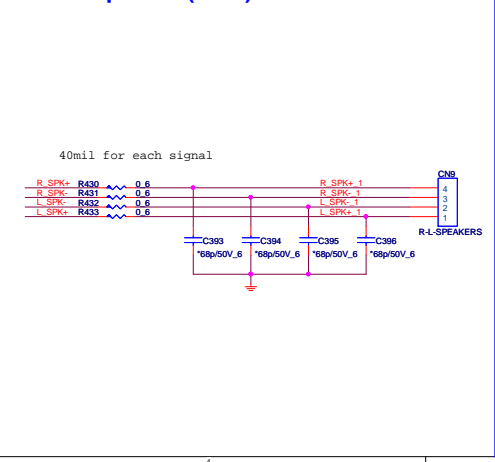 40mil for each signal
CN9
R_SPK+ R430 0_6 R_SPK+_1 4
R_SPK- R431 0_6 R_SPK-_1 3
L_SPK- R432 0_6 L_SPK-_1 2
L_SPK+ R433 0_6 L_SPK+_1 1
R-L-SPEAKERS
C393 C394 C395 C396
*68p/50V_6 *68p/50V_6 *68p/50V_6 *68p/50V_6